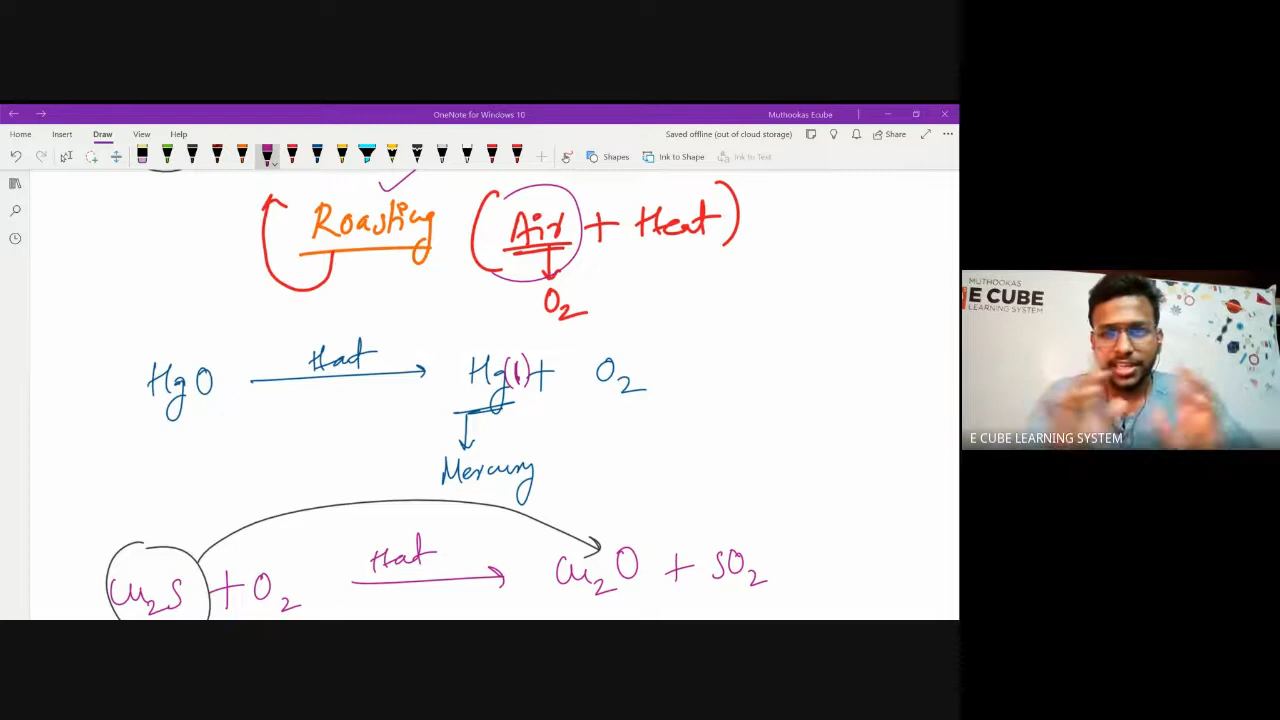 OneNote for Windows 10
Muthookas Ecube
Home Insert Draw View Help
Saved offline (out of cloud storage)
Share
Shapes
Ink to Shape
Ink to Text
Roasting (Air + Heat)
O2
HgO Heat Hg(l) + O2
Mercury
Cu2S + O2 Heat Cu2O + SO2
MUTHOOKAS
E CUBE
LEARNING SYSTEM
E CUBE LEARNING SYSTEM